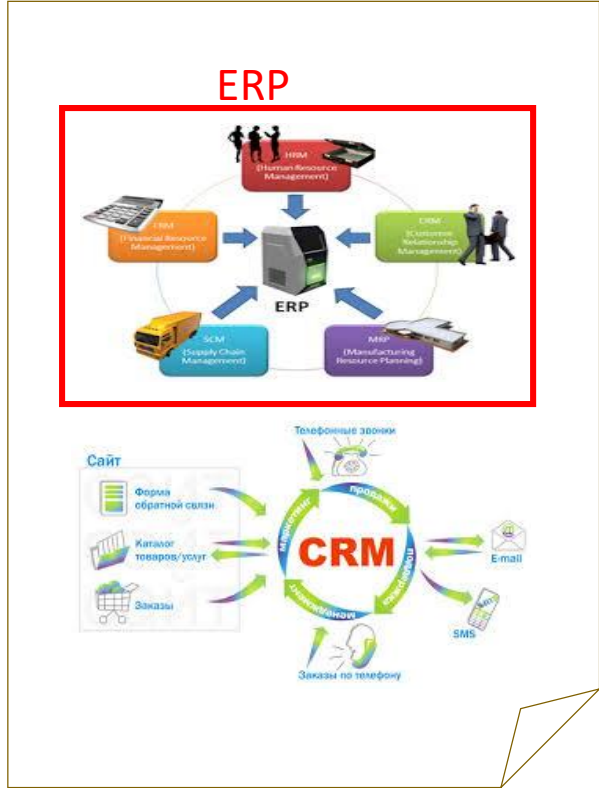 ERP
HRM
(Human Resource
Management)
FRM
(Financial Resource
Management)
CRM
(Customer
Relationship
Management)
ERP
SCM
(Supply Chain
Management)
MRP
(Manufacturing
Resource Planning)
Телефонные звонки
Сайт
Форма
обратной связи
Каталог
товаров/услуг
Заказы
маркетинг
продажи
поддержка
менеджмент
CRM
E-mail
SMS
Заказы по телефону